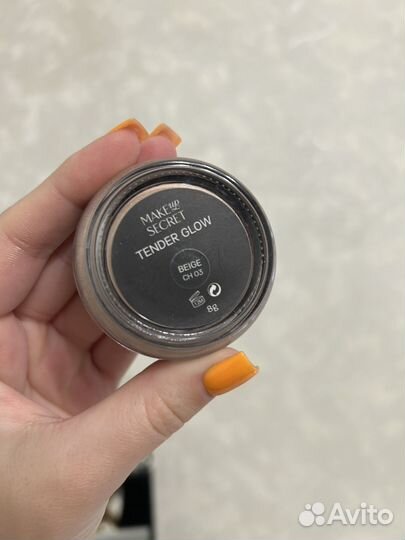 MAKE up
SECRET
TENDER GLOW
BEIGE
CH 03
8g
Avito